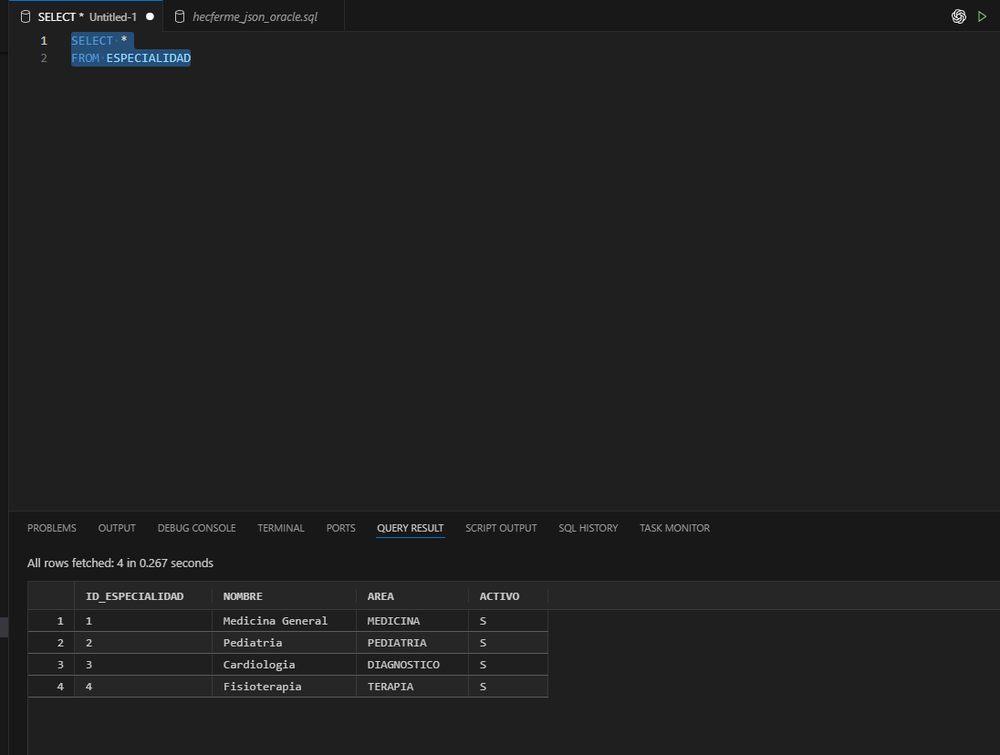 SELECT * Untitled-1 hecferme_json_oracle.sql
1 SELECT *
2 FROM ESPECIALIDAD
PROBLEMS OUTPUT DEBUG CONSOLE TERMINAL PORTS QUERY RESULT SCRIPT OUTPUT SQL HISTORY TASK MONITOR
All rows fetched: 4 in 0.267 seconds
ID_ESPECIALIDAD NOMBRE AREA ACTIVO
1 1 Medicina General MEDICINA S
2 2 Pediatria PEDIATRIA S
3 3 Cardiologia DIAGNOSTICO S
4 4 Fisioterapia TERAPIA S